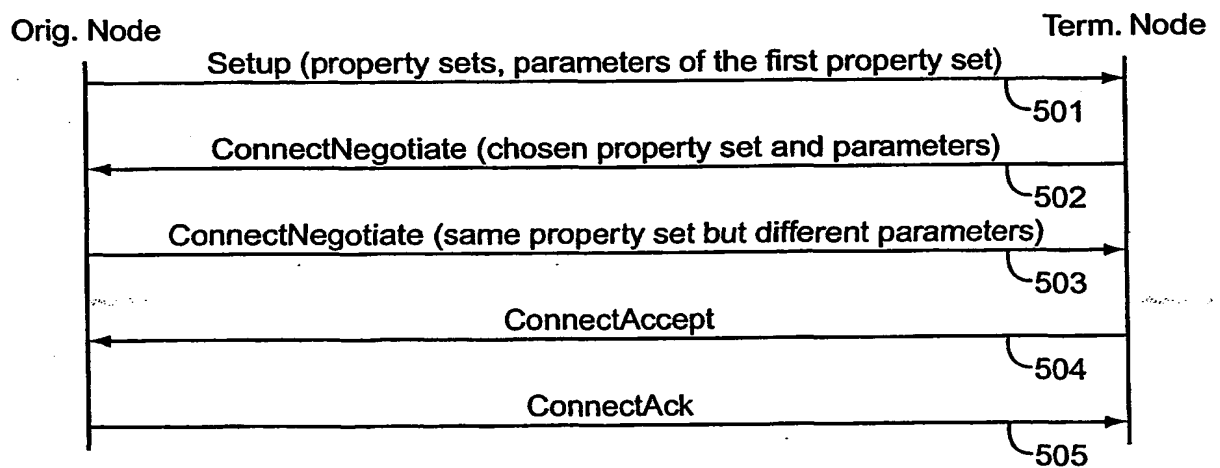 Orig. Node
Term. Node
Setup (property sets, parameters of the first property set)
501
ConnectNegotiate (chosen property set and parameters)
502
ConnectNegotiate (same property set but different parameters)
503
ConnectAccept
504
ConnectAck
505